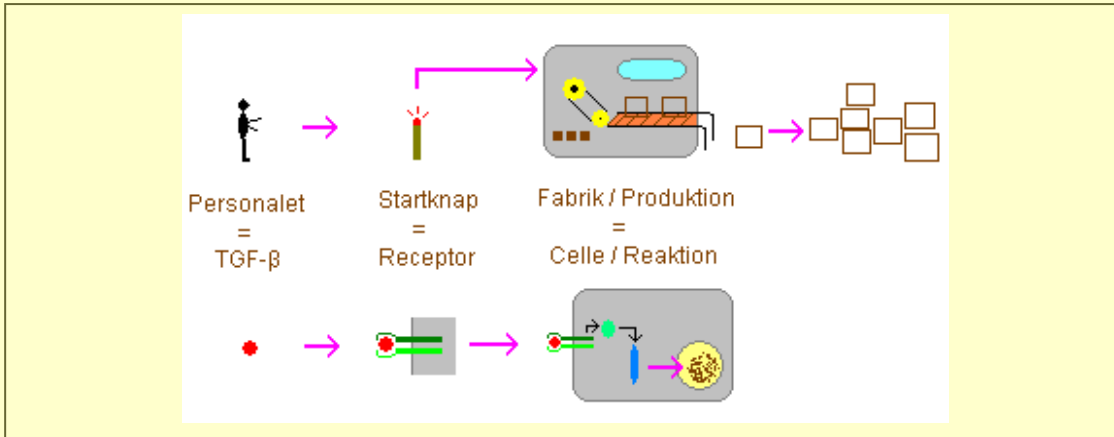 Personalet
=
TGF-β
Startknap
=
Receptor
Fabrik / Produktion
=
Celle / Reaktion